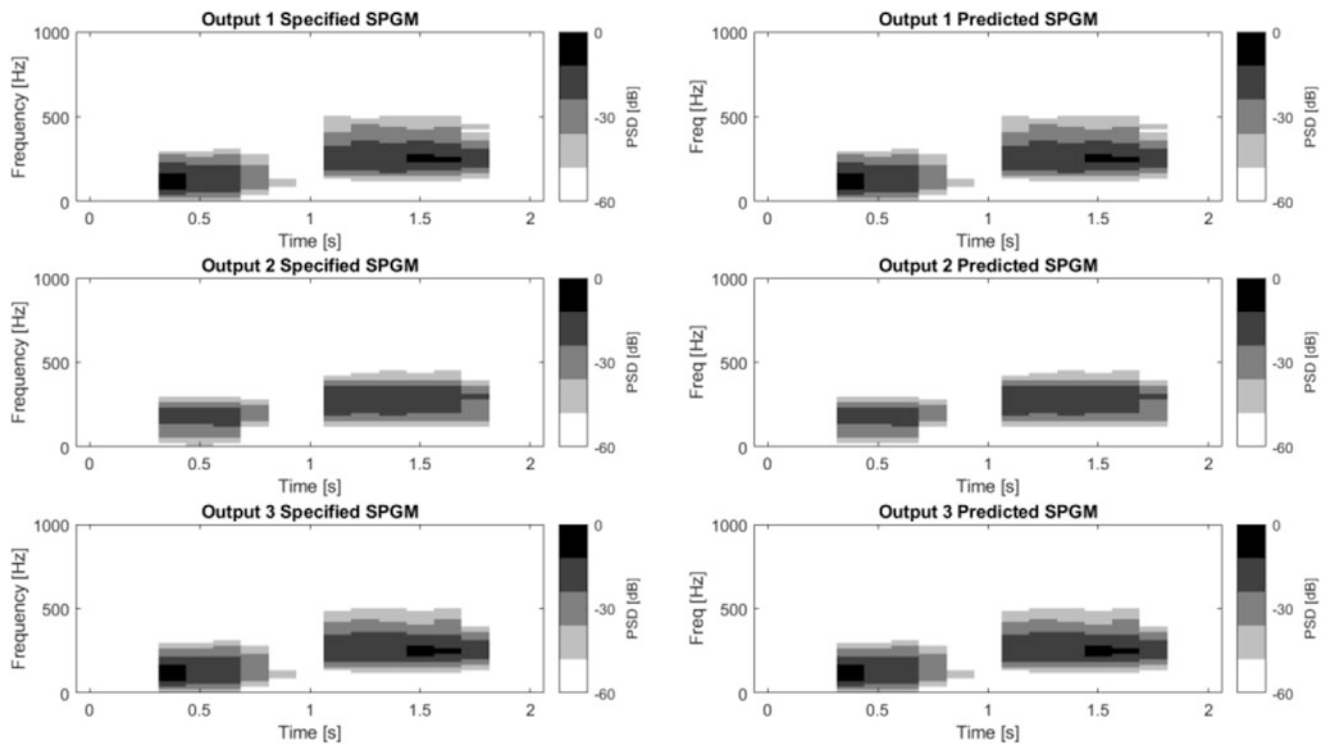 Output 1 Specified SPGM
1000
500
0
Frequency [Hz]
0 0.5 1 1.5 2
Time [s]
0
-30
-60
PSD [dB]
Output 1 Predicted SPGM
1000
500
0
Freq [Hz]
0 0.5 1 1.5 2
Time [s]
0
-30
-60
PSD [dB]
Output 2 Specified SPGM
1000
500
0
Frequency [Hz]
0 0.5 1 1.5 2
Time [s]
0
-30
-60
PSD [dB]
Output 2 Predicted SPGM
1000
500
0
Freq [Hz]
0 0.5 1 1.5 2
Time [s]
0
-30
-60
PSD [dB]
Output 3 Specified SPGM
1000
500
0
Frequency [Hz]
0 0.5 1 1.5 2
Time [s]
0
-30
-60
PSD [dB]
Output 3 Predicted SPGM
1000
500
0
Freq [Hz]
0 0.5 1 1.5 2
Time [s]
0
-30
-60
PSD [dB]